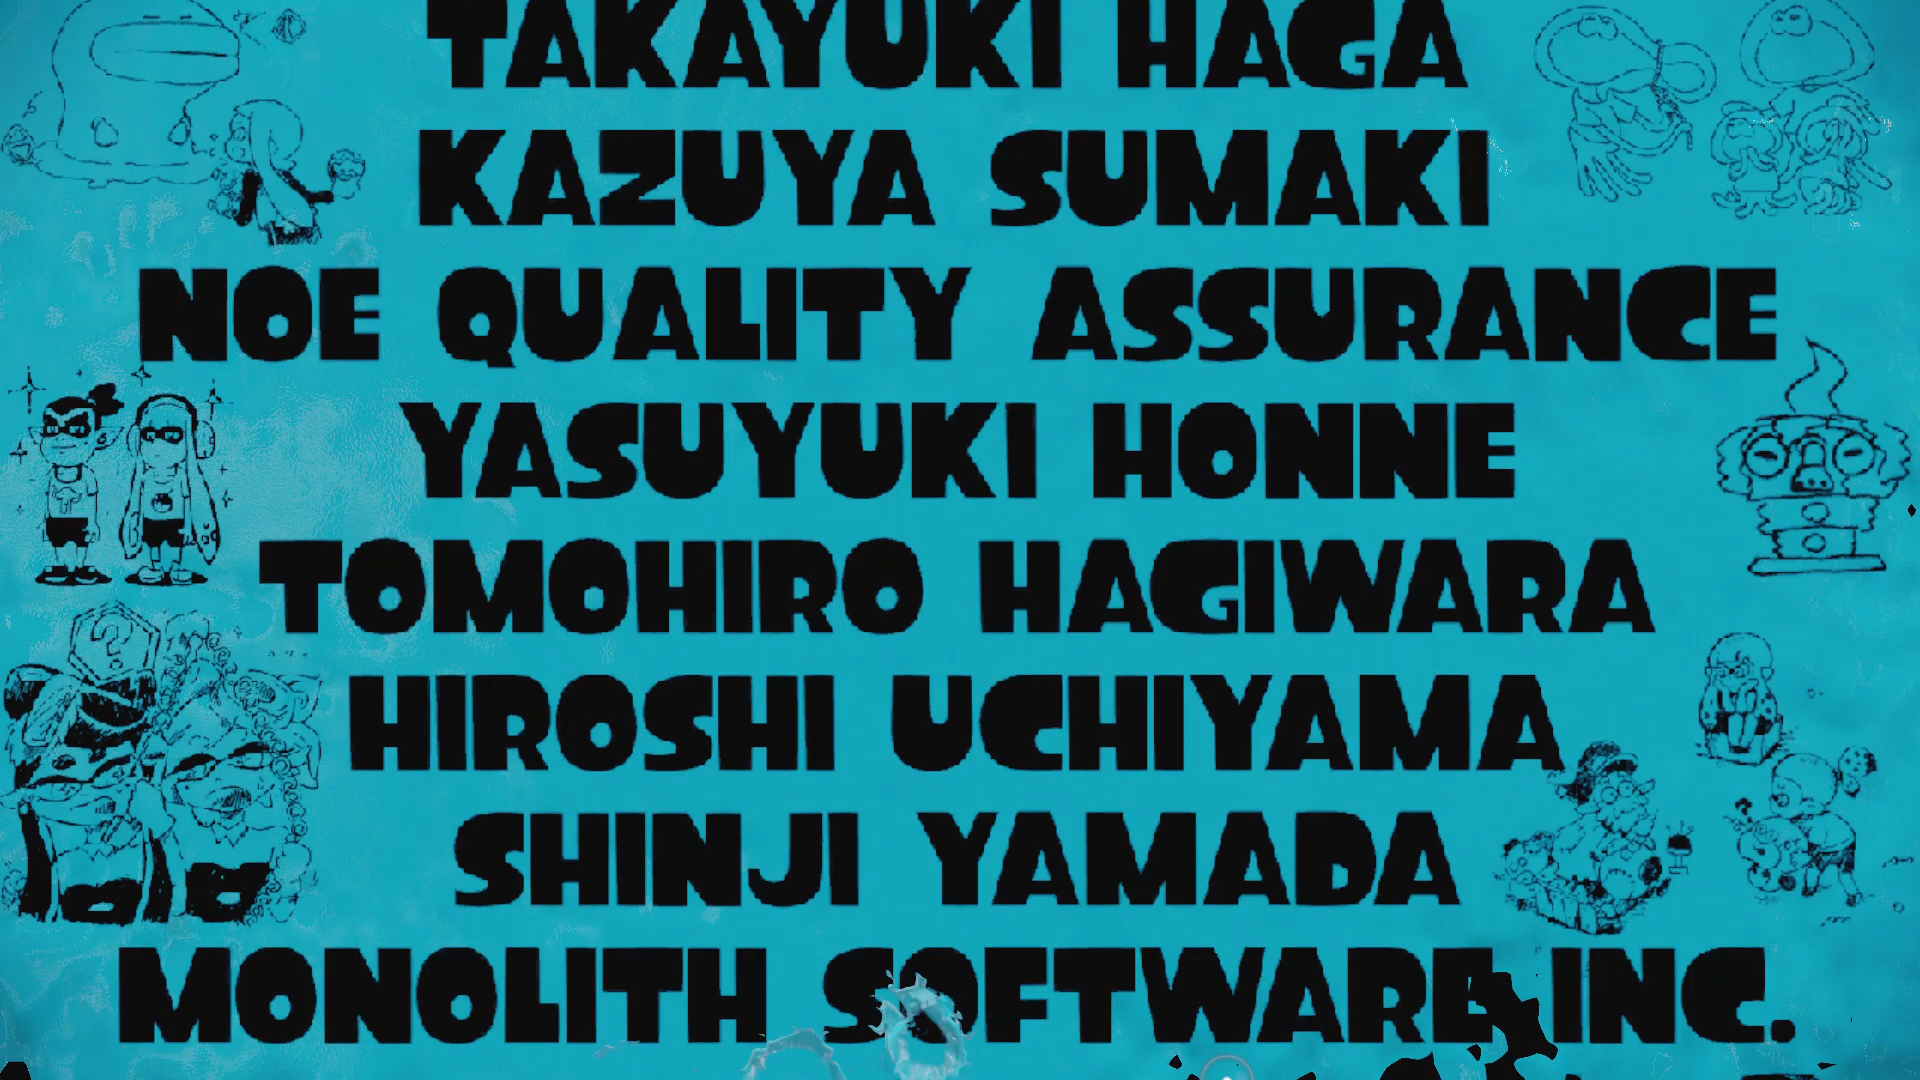 TAKAYUKI HAGA
KAZUYA SUMAKI
NOE QUALITY ASSURANCE
YASUYUKI HONNE
TOMOHIRO HAGIWARA
HIROSHI UCHIYAMA
SHINJI YAMADA
MONOLITH SOFTWARE INC.
?